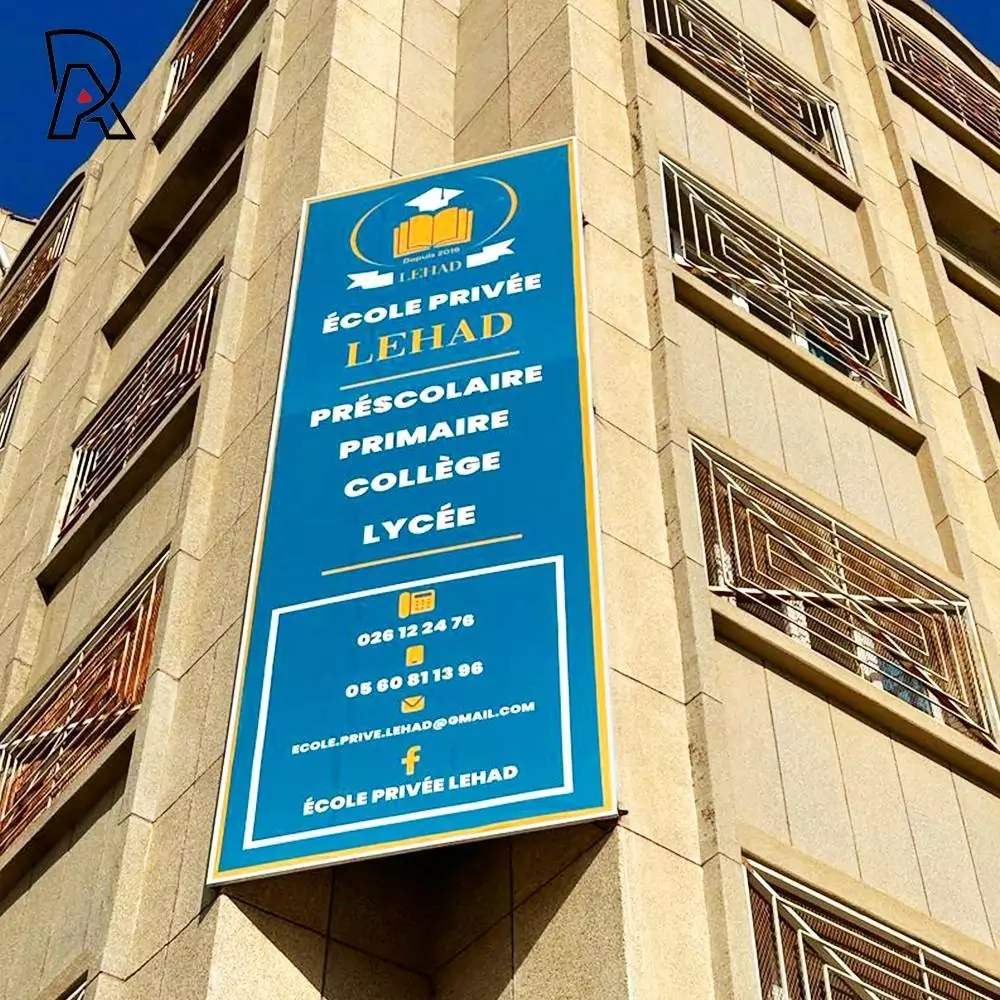 Depuis 2016
LEHAD
ÉCOLE PRIVÉE
LEHAD
PRÉSCOLAIRE
PRIMAIRE
COLLÈGE
LYCÉE
026 12 24 76
05 60 81 13 96
ECOLE.PRIVE.LEHAD@GMAIL.COM
f
ÉCOLE PRIVÉE LEHAD